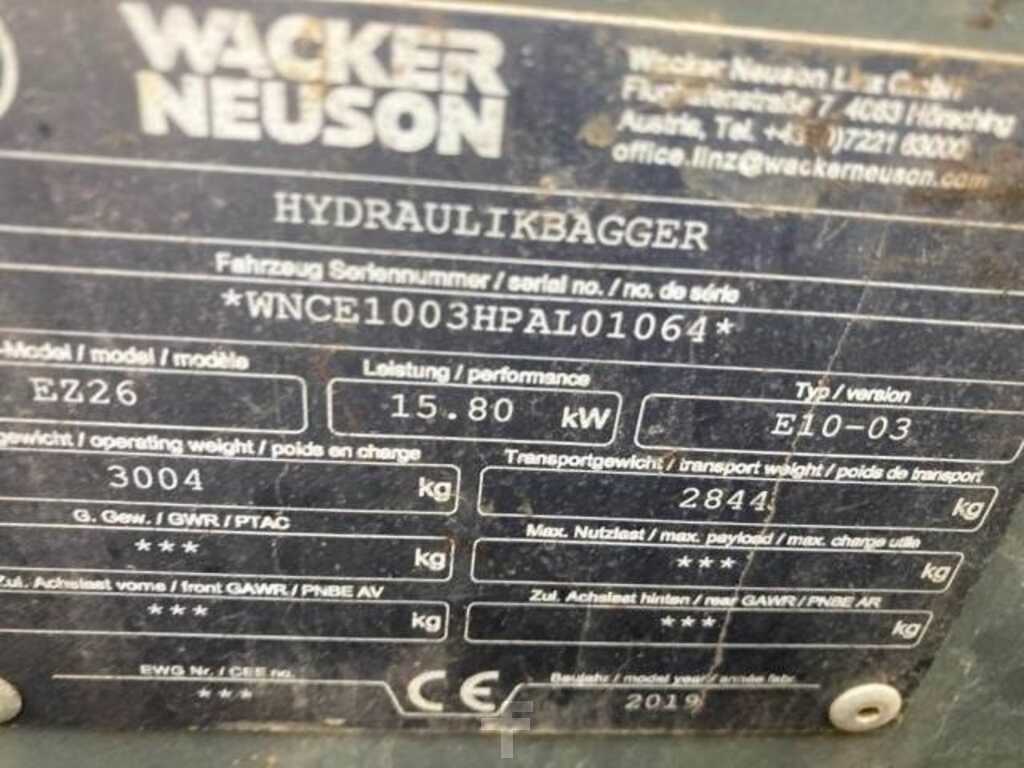 WACKER
NEUSON
Wacker Neuson Linz GmbH
Flughafenstraße 7, 4063 Hörsching
Austria, Tel. 7221 63000
office.linz@wackerneuson.com
HYDRAULIKBAGGER
Fahrzeug Seriennummer / serial no. / no. de série
*WNCE1003HPAL01064*
-Model / model / modèle
EZ26
Leistung / performance
15.80 kW
Typ / version
E10-03
gewicht / operating weight / poids en charge
3004 kg
Transportgewicht / transport weight / poids de transport
2844 kg
G. Gew. / GWR / PTAC
*** kg
Max. Nutzlast / max. payload / max. charge utile
*** kg
Zul. Achslast vorne / front GAWR / PNBE AV
*** kg
Zul. Achslast hinten / rear GAWR / PNBE AR
*** kg
EWG Nr. / CEE no.
***
CE
Baujahr / model year / année fabr.
2019